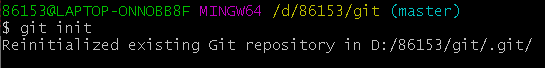 86153@LAPTOP-ONNOBB8F MINGW64 /d/86153/git (master)
$ git init
Reinitialized existing Git repository in D:/86153/git/.git/